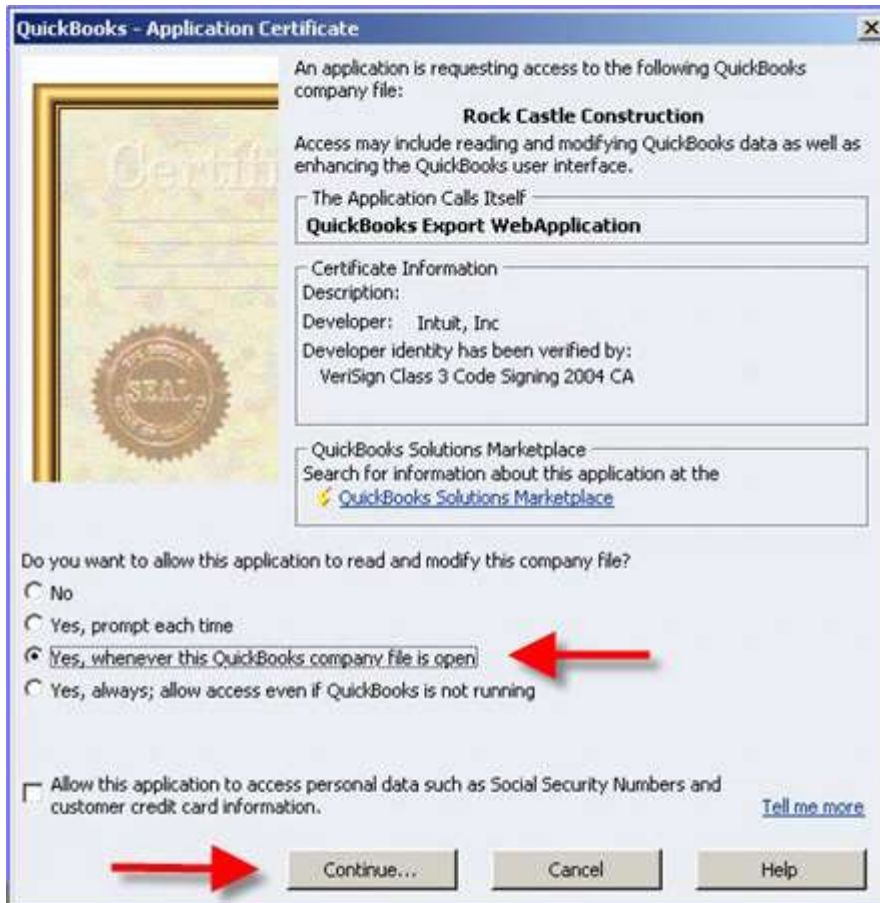 QuickBooks - Application Certificate
An application is requesting access to the following QuickBooks
company file:
Rock Castle Construction
Access may include reading and modifying QuickBooks data as well as
enhancing the QuickBooks user interface.
The Application Calls Itself
QuickBooks Export WebApplication
Certificate Information
Description:
Developer: Intuit, Inc
Developer identity has been verified by:
VeriSign Class 3 Code Signing 2004 CA
QuickBooks Solutions Marketplace
Search for information about this application at the
QuickBooks Solutions Marketplace
Certifi
SEAL
Do you want to allow this application to read and modify this company file?
No
Yes, prompt each time
Yes, whenever this QuickBooks company file is open
Yes, always; allow access even if QuickBooks is not running
Allow this application to access personal data such as Social Security Numbers and
customer credit card information.
Tell me more
Continue...
Cancel
Help